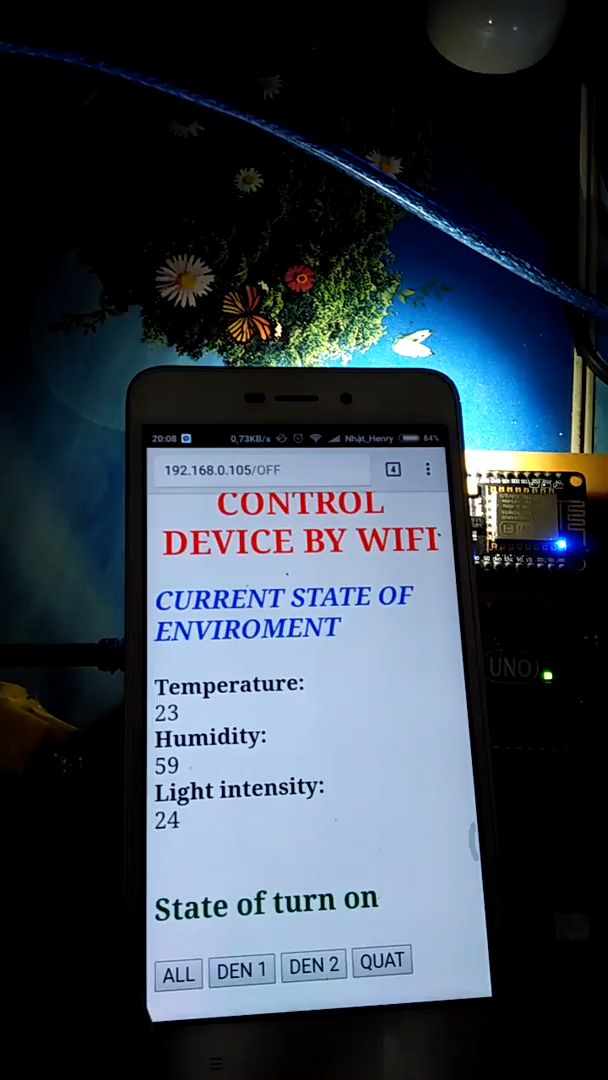 20:08 0,73KB/s Nhật_Henry 84%
192.168.0.105/OFF 4
CONTROL
DEVICE BY WIFI
CURRENT STATE OF
ENVIROMENT
Temperature:
23
Humidity:
59
Light intensity:
24
State of turn on
ALL DEN 1 DEN 2 QUAT
UNO